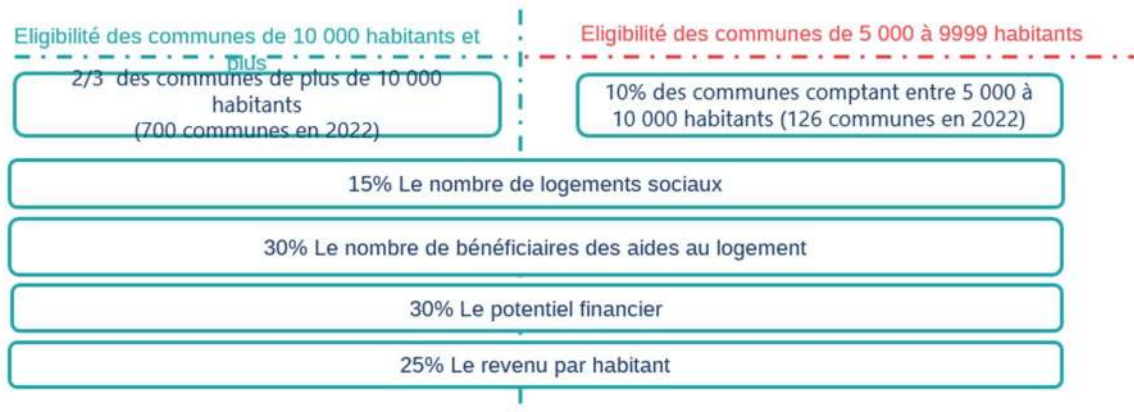 Eligibilité des communes de 10 000 habitants et
plus
2/3 des communes de plus de 10 000
habitants
(700 communes en 2022)
Eligibilité des communes de 5 000 à 9999 habitants
10% des communes comptant entre 5 000 à
10 000 habitants (126 communes en 2022)
15% Le nombre de logements sociaux
30% Le nombre de bénéficiaires des aides au logement
30% Le potentiel financier
25% Le revenu par habitant